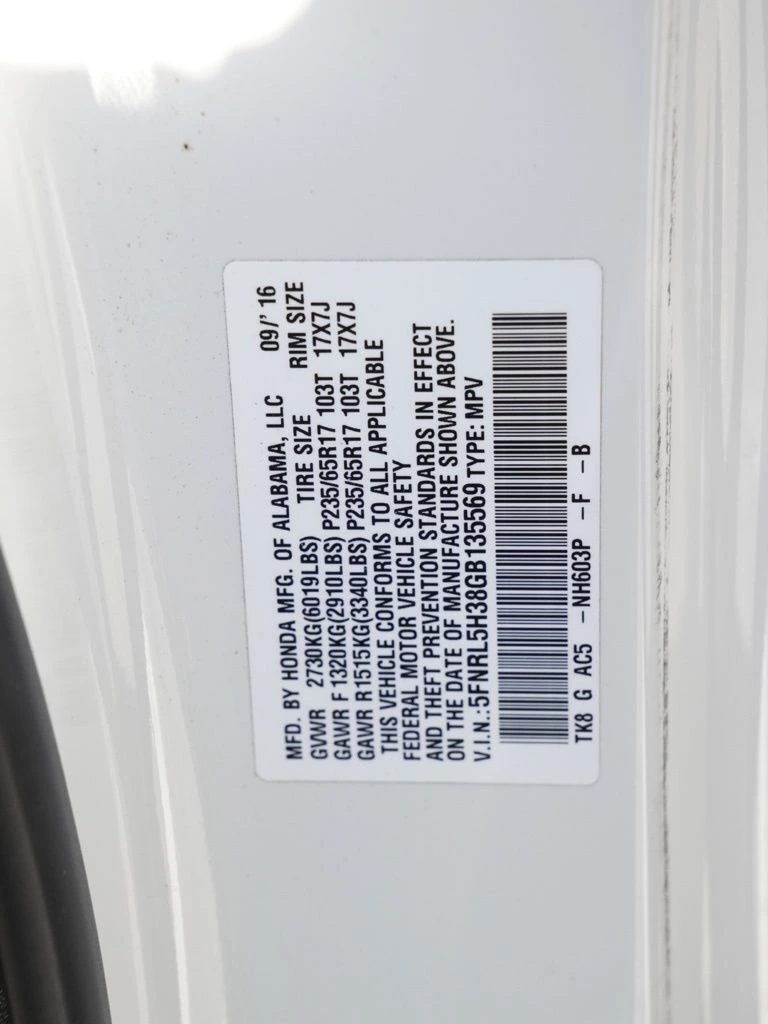 MFD. BY HONDA MFG. OF ALABAMA, LLC 09/'16
GVWR 2730KG(6019LBS) TIRE SIZE RIM SIZE
GAWR F 1320KG(2910LBS) P235/65R17 103T 17X7J
GAWR R1515KG(3340LBS) P235/65R17 103T 17X7J
THIS VEHICLE CONFORMS TO ALL APPLICABLE
FEDERAL MOTOR VEHICLE SAFETY
AND THEFT PREVENTION STANDARDS IN EFFECT
ON THE DATE OF MANUFACTURE SHOWN ABOVE.
V.I.N.:5FNRL5H38GB135569 TYPE: MPV
TK8 G AC5 -NH603P -F -B